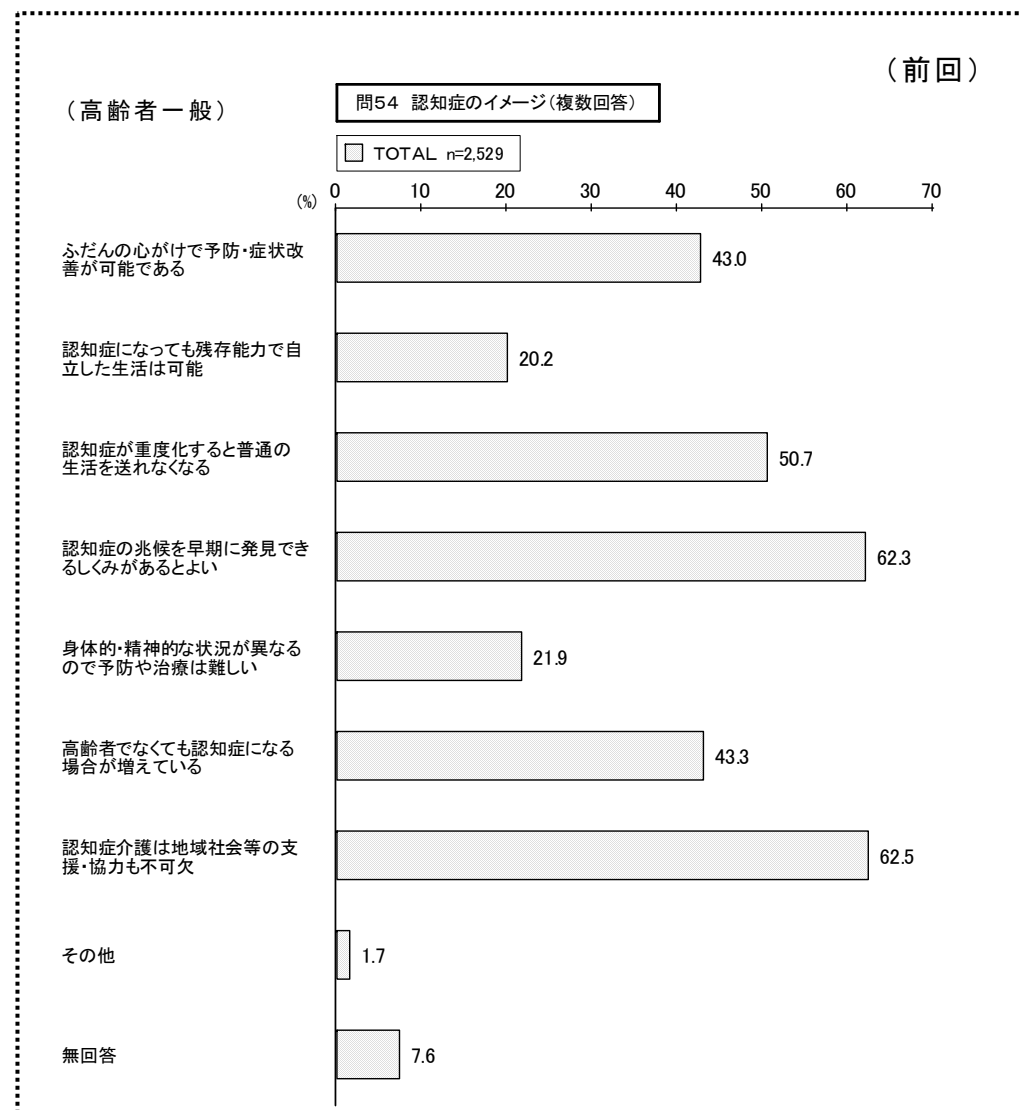 （前回）
（高齢者一般）
問54 認知症のイメージ（複数回答）
TOTAL n=2,529
(%)
0 10 20 30 40 50 60 70
ふだんの心がけで予防・症状改
善が可能である
43.0
認知症になっても残存能力で自
立した生活は可能
20.2
認知症が重度化すると普通の
生活を送れなくなる
50.7
認知症の兆候を早期に発見でき
るしくみがあるとよい
62.3
身体的・精神的な状況が異なる
ので予防や治療は難しい
21.9
高齢者でなくても認知症になる
場合が増えている
43.3
認知症介護は地域社会等の支
援・協力も不可欠
62.5
その他
1.7
無回答
7.6